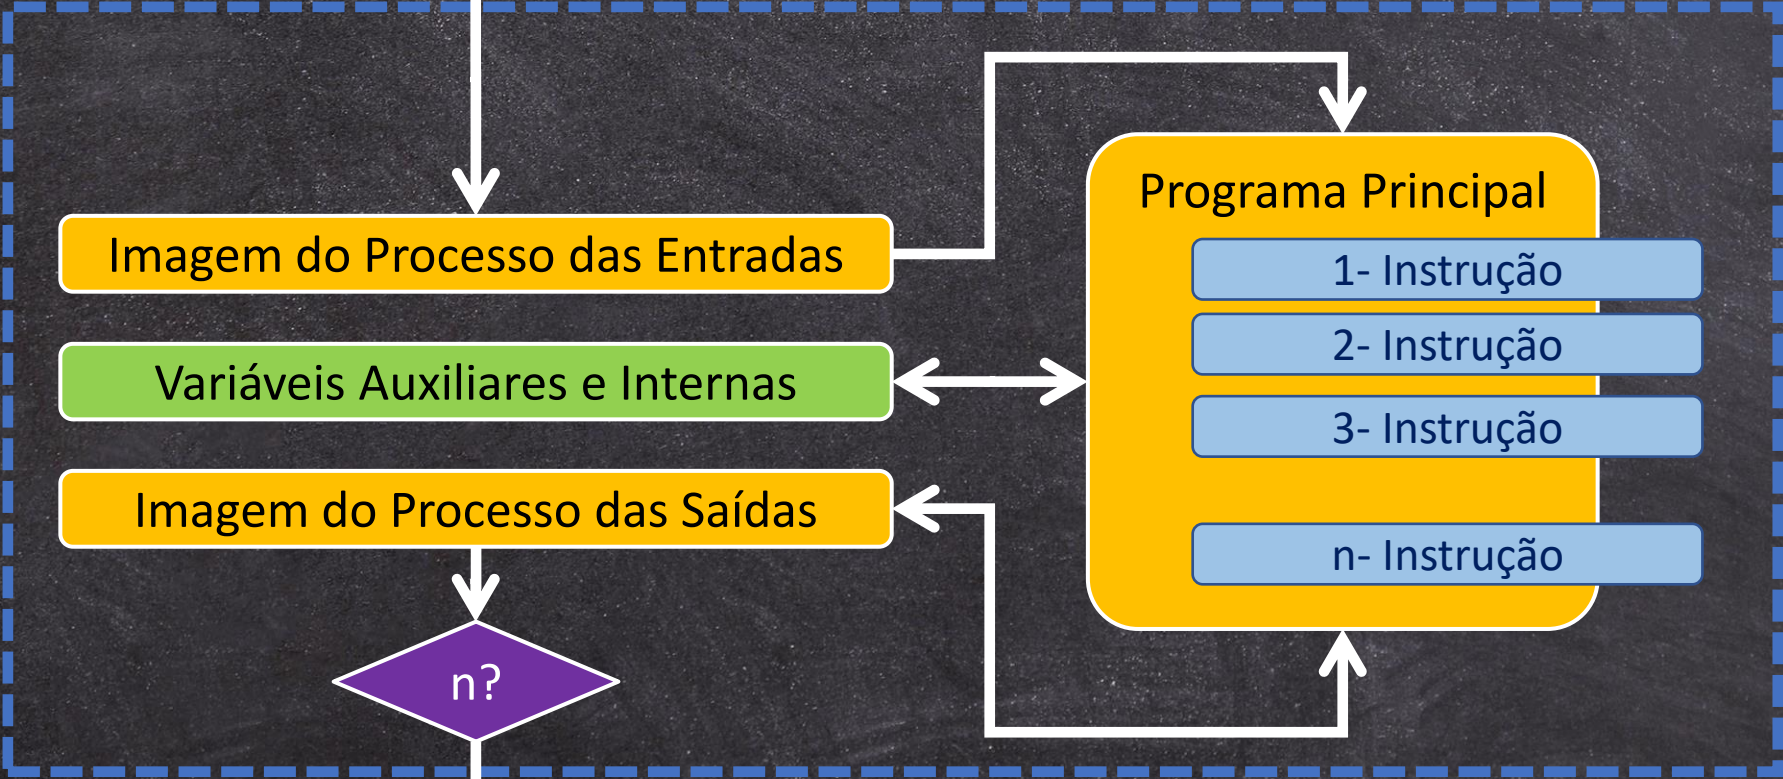 Imagem do Processo das Entradas
Variáveis Auxiliares e Internas
Imagem do Processo das Saídas
n?
Programa Principal
1- Instrução
2- Instrução
3- Instrução
n- Instrução